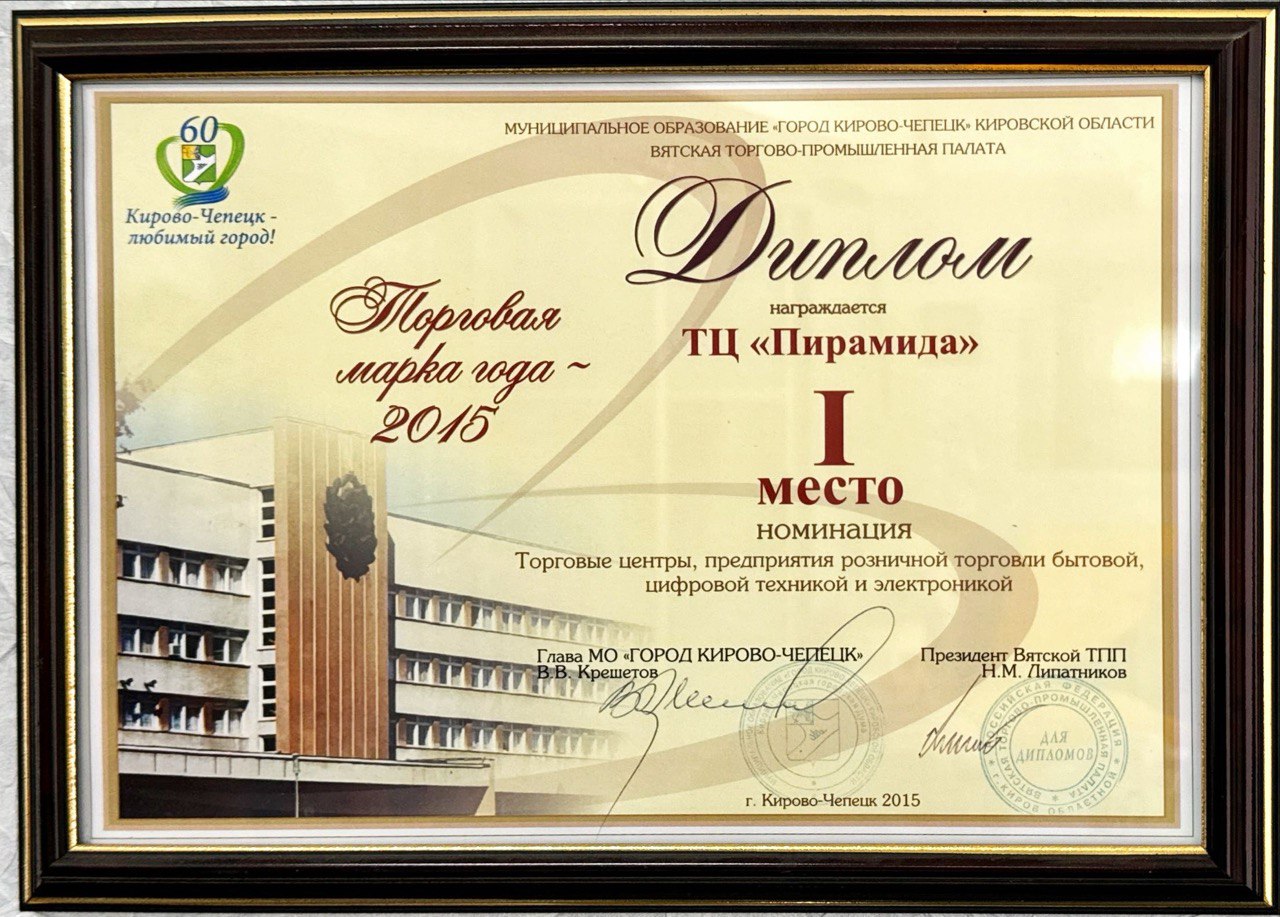 60
Кирово-Чепецк -
любимый город!
МУНИЦИПАЛЬНОЕ ОБРАЗОВАНИЕ «ГОРОД КИРОВО-ЧЕПЕЦК» КИРОВСКОЙ ОБЛАСТИ
ВЯТСКАЯ ТОРГОВО-ПРОМЫШЛЕННАЯ ПАЛАТА
Диплом
награждается
ТЦ «Пирамида»
Торговая
марка года ~
2015
I
место
номинация
Торговые центры, предприятия розничной торговли бытовой,
цифровой техникой и электроникой
Глава МО «ГОРОД КИРОВО-ЧЕПЕЦК»
В.В. Крешетов
Президент Вятской ТПП
Н.М. Липатников
РОССИЙСКАЯ ФЕДЕРАЦИЯ
ВЯТСКАЯ ТОРГОВО-ПРОМЫШЛЕННАЯ ПАЛАТА
ДЛЯ
ДИПЛОМОВ
г. Кирово-Чепецк 2015